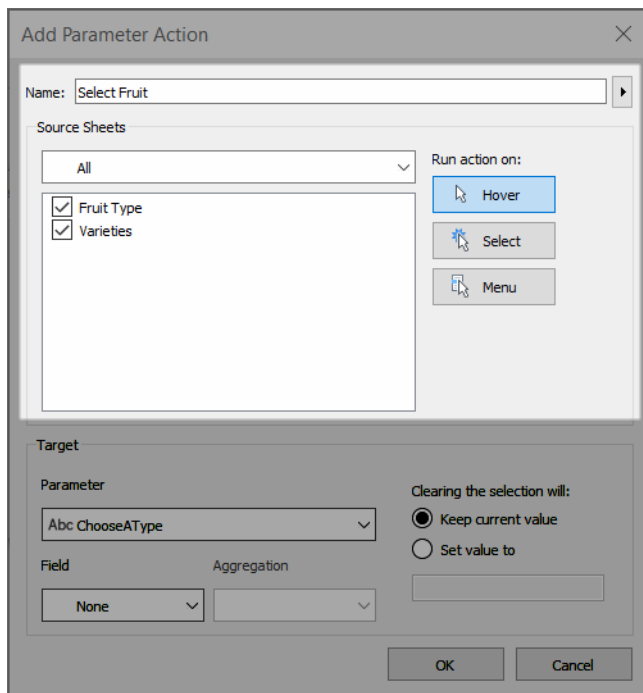 Add Parameter Action
Name: Select Fruit
Source Sheets
All
Fruit Type
Varieties
Run action on:
Hover
Select
Menu
Target
Parameter
Abc ChooseAType
Field
Aggregation
None
Clearing the selection will:
Keep current value
Set value to
OK
Cancel